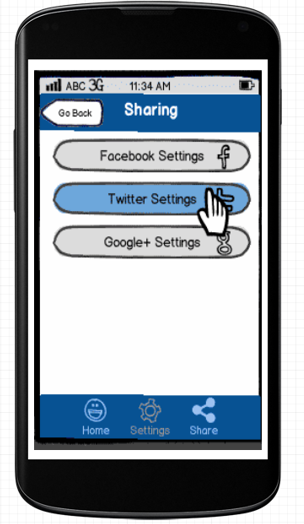 ABC 3G 11:34 AM
Go Back Sharing
Facebook Settings f
Twitter Settings
Google+ Settings g
Home Settings Share